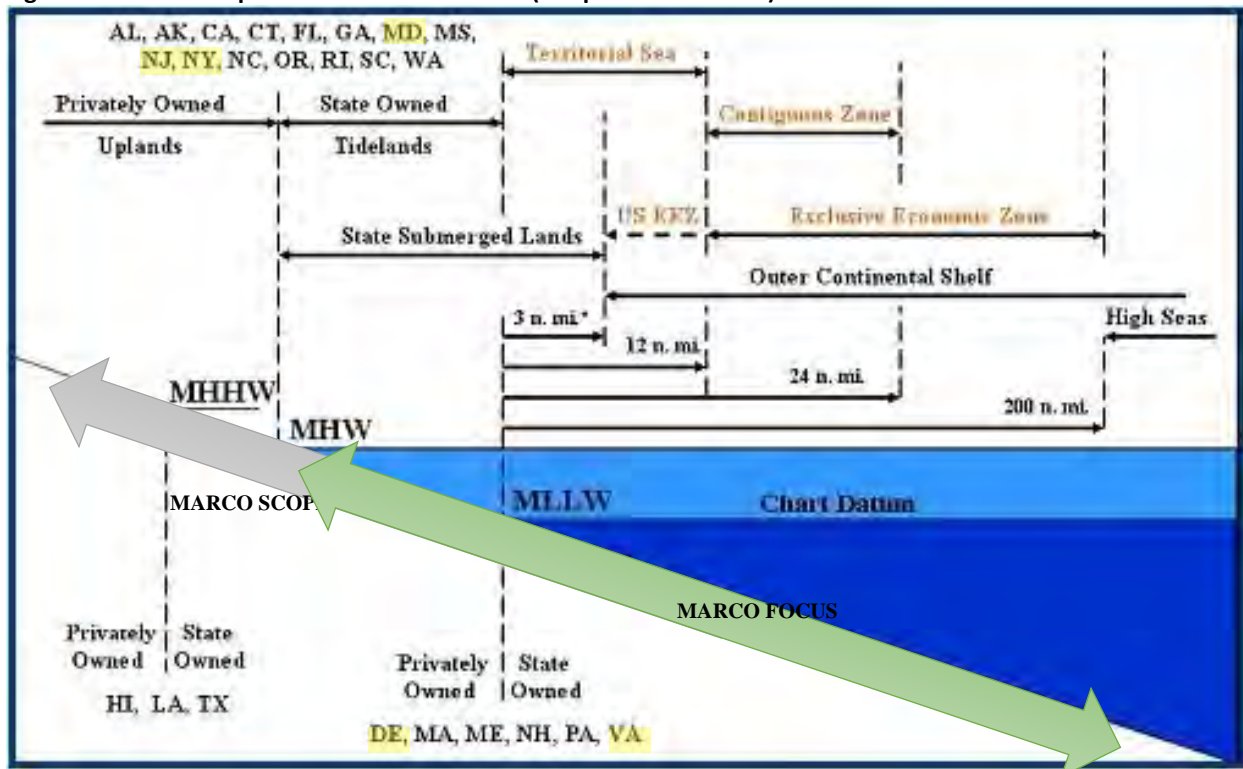 AL, AK, CA, CT, FL, GA, MD, MS,
NJ, NY, NC, OR, RI, SC, WA
Territorial Sea
Privately Owned
State Owned
Contiguous Zone
Uplands
Tidelands
US EEZ
Exclusive Economic Zone
State Submerged Lands
Outer Continental Shelf
3 n. mi.*
High Seas
12 n. mi.
24 n. mi.
200 n. mi.
MHHW
MHW
MARCO SCOP
MLLW
Chart Datum
MARCO FOCUS
Privately
Owned
State
Owned
Privately
Owned
State
Owned
HI, LA, TX
DE, MA, ME, NH, PA, VA